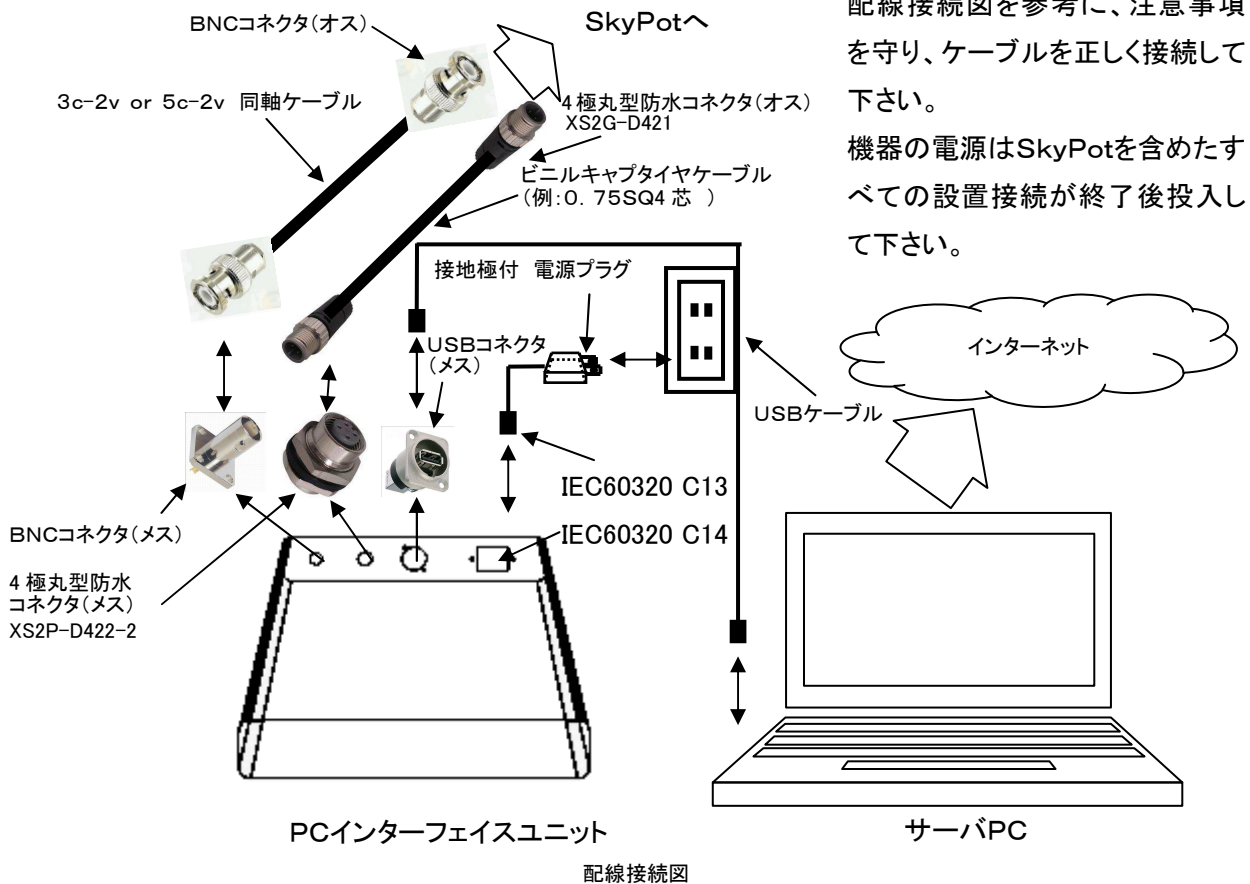 配線接続図を参考に、注意事項
を守り、ケーブルを正しく接続して
下さい。
機器の電源はSkyPotを含めたす
べての設置接続が終了後投入し
て下さい。
BNCコネクタ(オス)
SkyPotへ
3c-2v or 5c-2v 同軸ケーブル
4極丸型防水コネクタ(オス)
XS2G-D421
ビニルキャプタイヤケーブル
(例:0.75SQ4芯 )
接地極付 電源プラグ
USBコネクタ
(メス)
インターネット
USBケーブル
IEC60320 C13
IEC60320 C14
BNCコネクタ(メス)
4極丸型防水
コネクタ(メス)
XS2P-D422-2
PCインターフェイスユニット
サーバPC
配線接続図